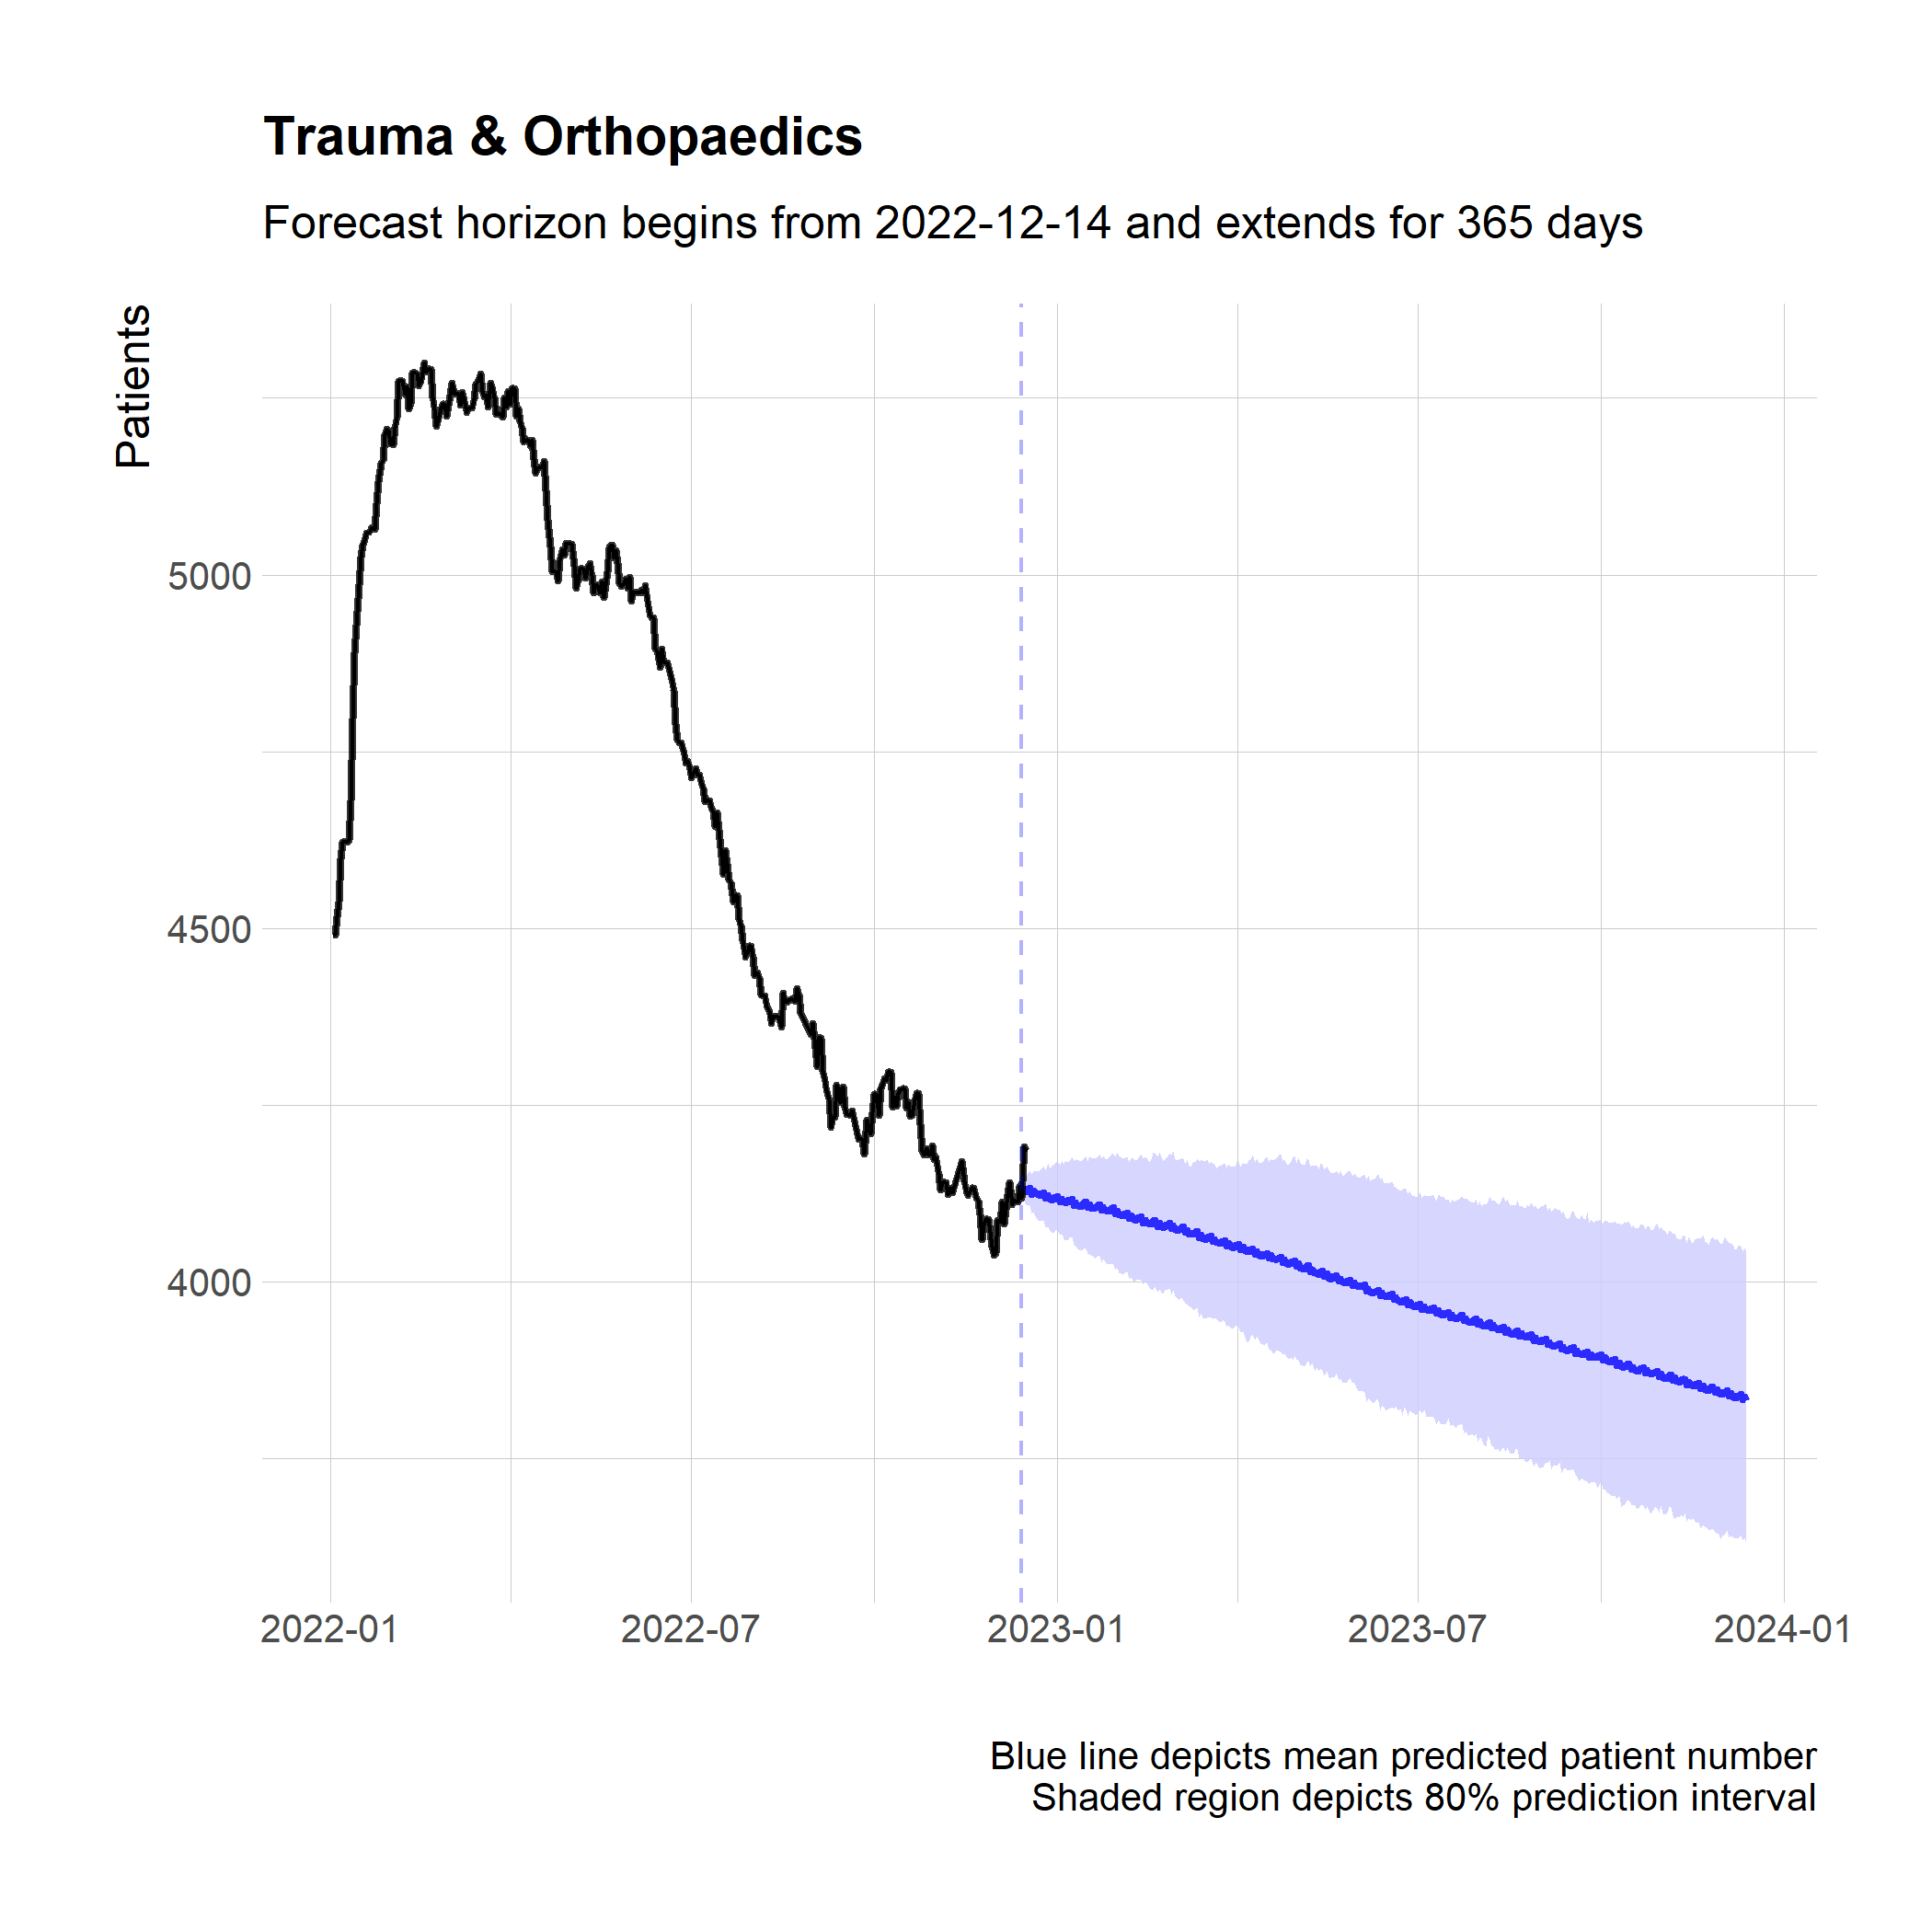 Trauma & Orthopaedics
Forecast horizon begins from 2022-12-14 and extends for 365 days
Patients
5000
4500
4000
2022-01
2022-07
2023-01
2023-07
2024-01
Blue line depicts mean predicted patient number
Shaded region depicts 80% prediction interval